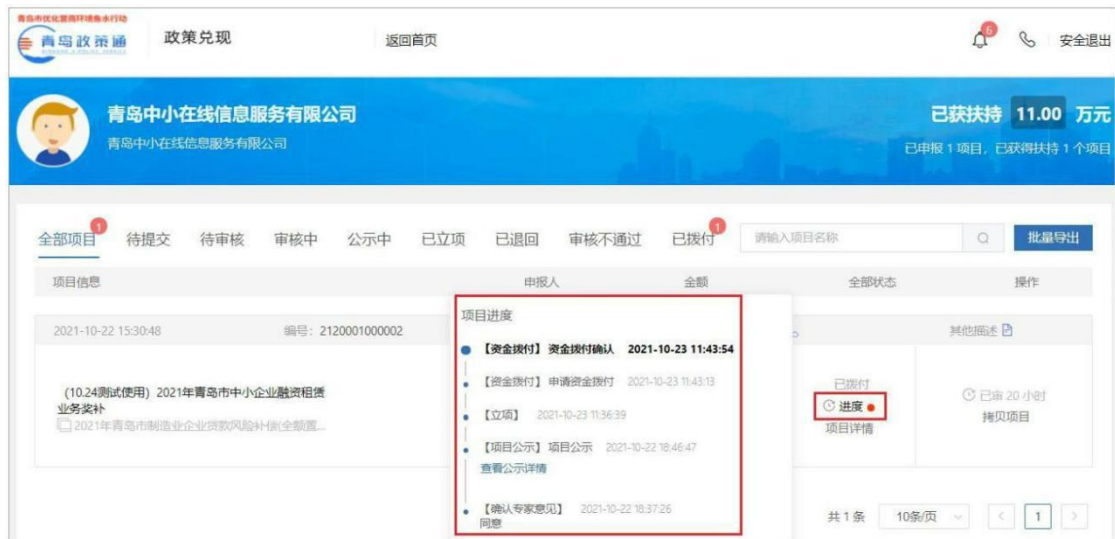 青岛市优化营商环境鱼水行动
青岛政策通
政策兑现
返回首页
6
安全退出
青岛中小在线信息服务有限公司
已获扶持 11.00 万元
青岛中小在线信息服务有限公司
已申报 1 项目，已获得扶持 1 个项目
全部项目 1 待提交 待审核 审核中 公示中 已立项 已退回 审核不通过 已拨付 1 请输入项目名称 批量导出
项目信息 申报人 金额 全部状态 操作
2021-10-22 15:30:48 编号：2120001000002 其他描述
（10.24测试使用）2021年青岛市中小企业融资租赁
业务奖补
2021年青岛市制造业企业贷款风险补偿(全额置...
项目进度
【资金拨付】 资金拨付确认 2021-10-23 11:43:54
【资金拨付】 申请资金拨付 2021-10-23 11:43:13
【立项】 2021-10-23 11:36:39
【项目公示】 项目公示 2021-10-22 18:46:47
查看公示详情
【确认专家意见】 2021-10-22 18:37:26
同意
已拨付
进度
项目详情
已审 20 小时
拷贝项目
共 1 条 10条/页 < 1 >